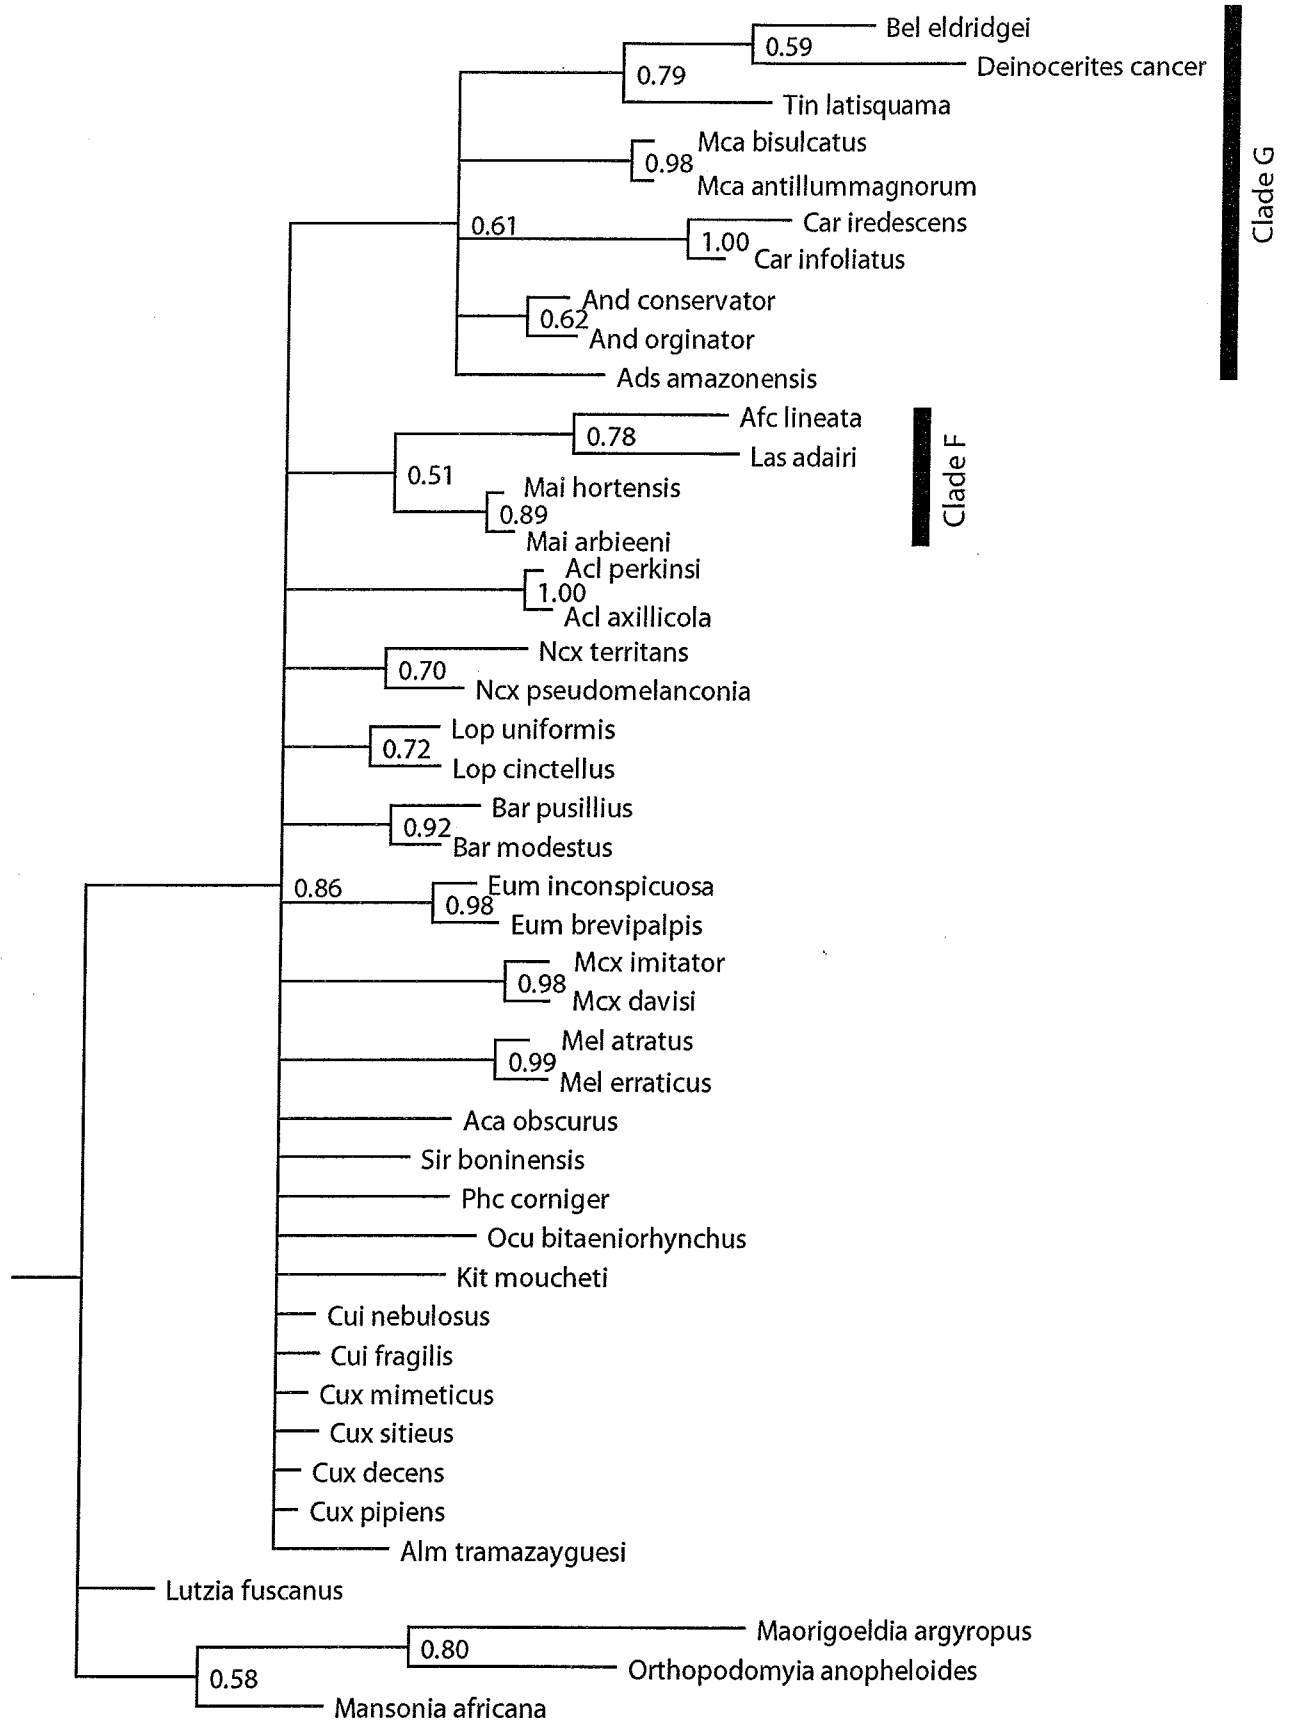 Bel eldridgei
0.59
Deinocerites cancer
0.79
Tin latisquama
Mca bisulcatus
0.98
Mca antillummagnorum
Clade G
0.61
Car iredescens
1.00
Car infoliatus
And conservator
0.62
And orginator
Ads amazonensis
Afc lineata
0.78
Las adairi
Clade F
0.51
Mai hortensis
0.89
Mai arbieeni
Acl perkinsi
1.00
Acl axillicola
Ncx territans
0.70
Ncx pseudomelanconia
Lop uniformis
0.72
Lop cinctellus
Bar pusillius
0.92
Bar modestus
0.86
Eum inconspicuosa
0.98
Eum brevipalpis
Mcx imitator
0.98
Mcx davisi
Mel atratus
0.99
Mel erraticus
Aca obscurus
Sir boninensis
Phc corniger
Ocu bitaeniorhynchus
Kit moucheti
Cui nebulosus
Cui fragilis
Cux mimeticus
Cux sitieus
Cux decens
Cux pipiens
Alm tramazayguesi
Lutzia fuscanus
Maorigoeldia argyropus
0.80
Orthopodomyia anopheloides
0.58
Mansonia africana